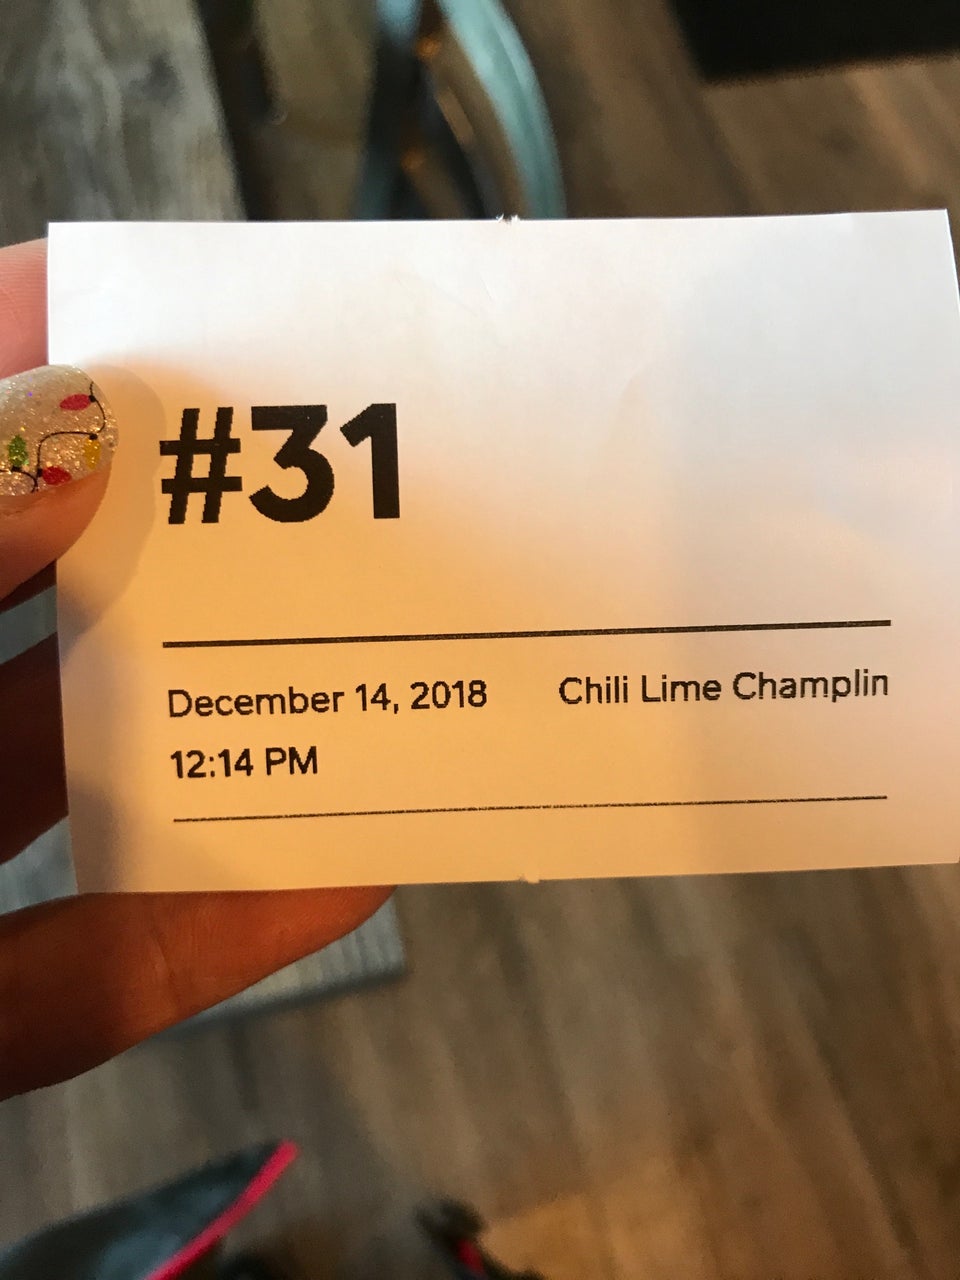 #31
December 14, 2018 Chili Lime Champlin
12:14 PM